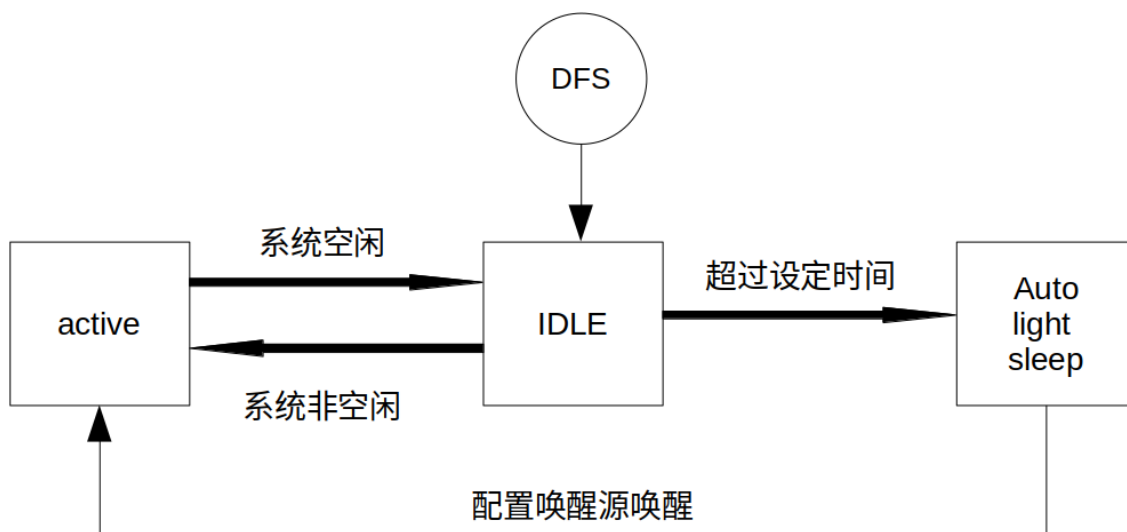 DFS
系统空闲
超过设定时间
active
IDLE
Auto
light
sleep
系统非空闲
配置唤醒源唤醒